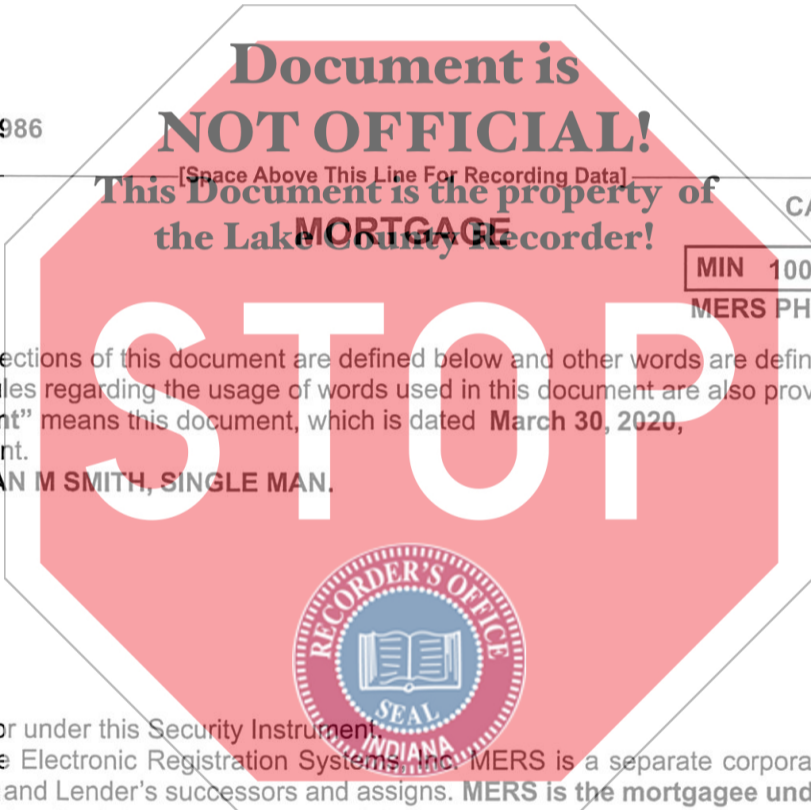 Document is
NOT OFFICIAL!
986
[Space Above This Line For Recording Data]
This Document is the property of
CA
MORTGAGE
the Lake County Recorder!
MIN 100
MERS PH
STOP
ections of this document are defined below and other words are defin
les regarding the usage of words used in this document are also prov
nt” means this document, which is dated March 30, 2020,
nt.
AN M SMITH, SINGLE MAN.
RECORDER'S OFFICE
SEAL
INDIANA
or under this Security Instrument.
e Electronic Registration Systems, Inc. MERS is a separate corpora
and Lender’s successors and assigns. MERS is the mortgagee und